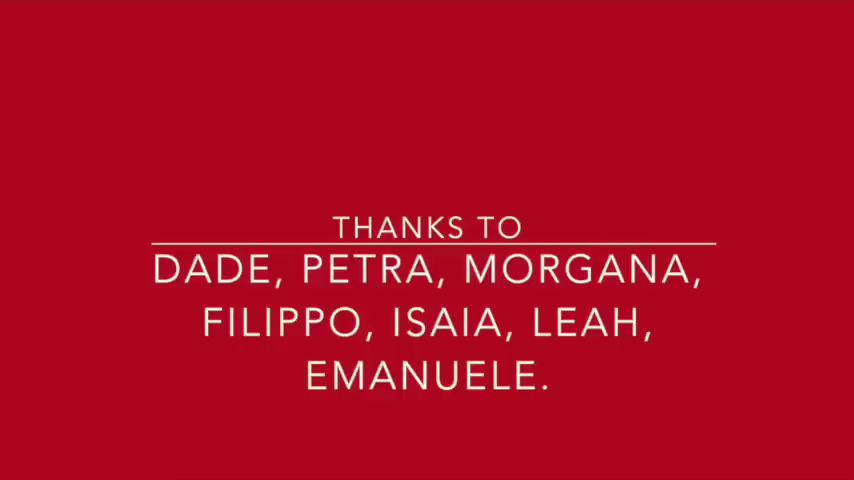 THANKS TO
DADE, PETRA, MORGANA,
FILIPPO, ISAIA, LEAH,
EMANUELE.